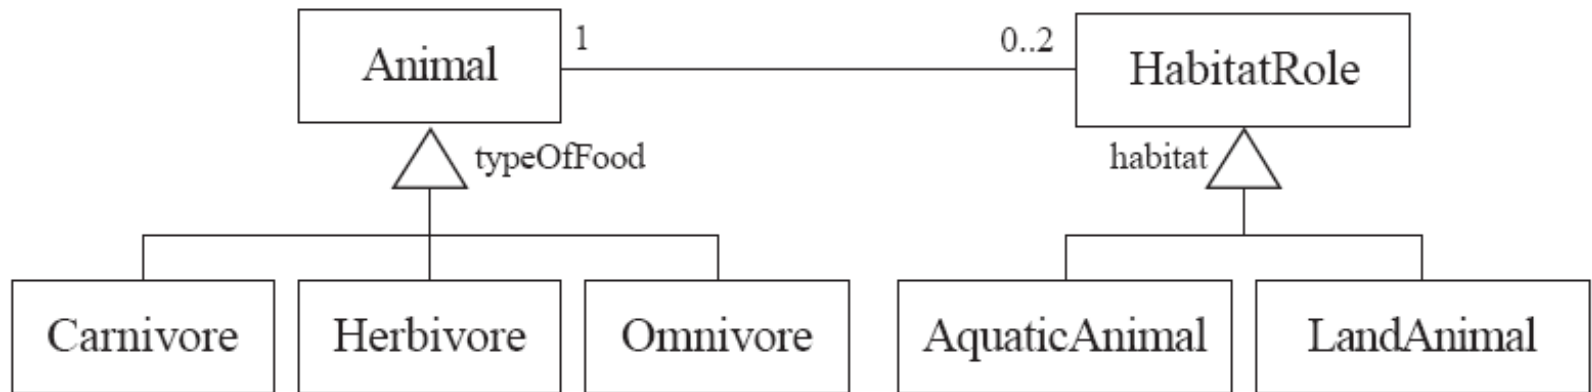 Animal
1
0..2
HabitatRole
typeOfFood
habitat
Carnivore
Herbivore
Omnivore
AquaticAnimal
LandAnimal